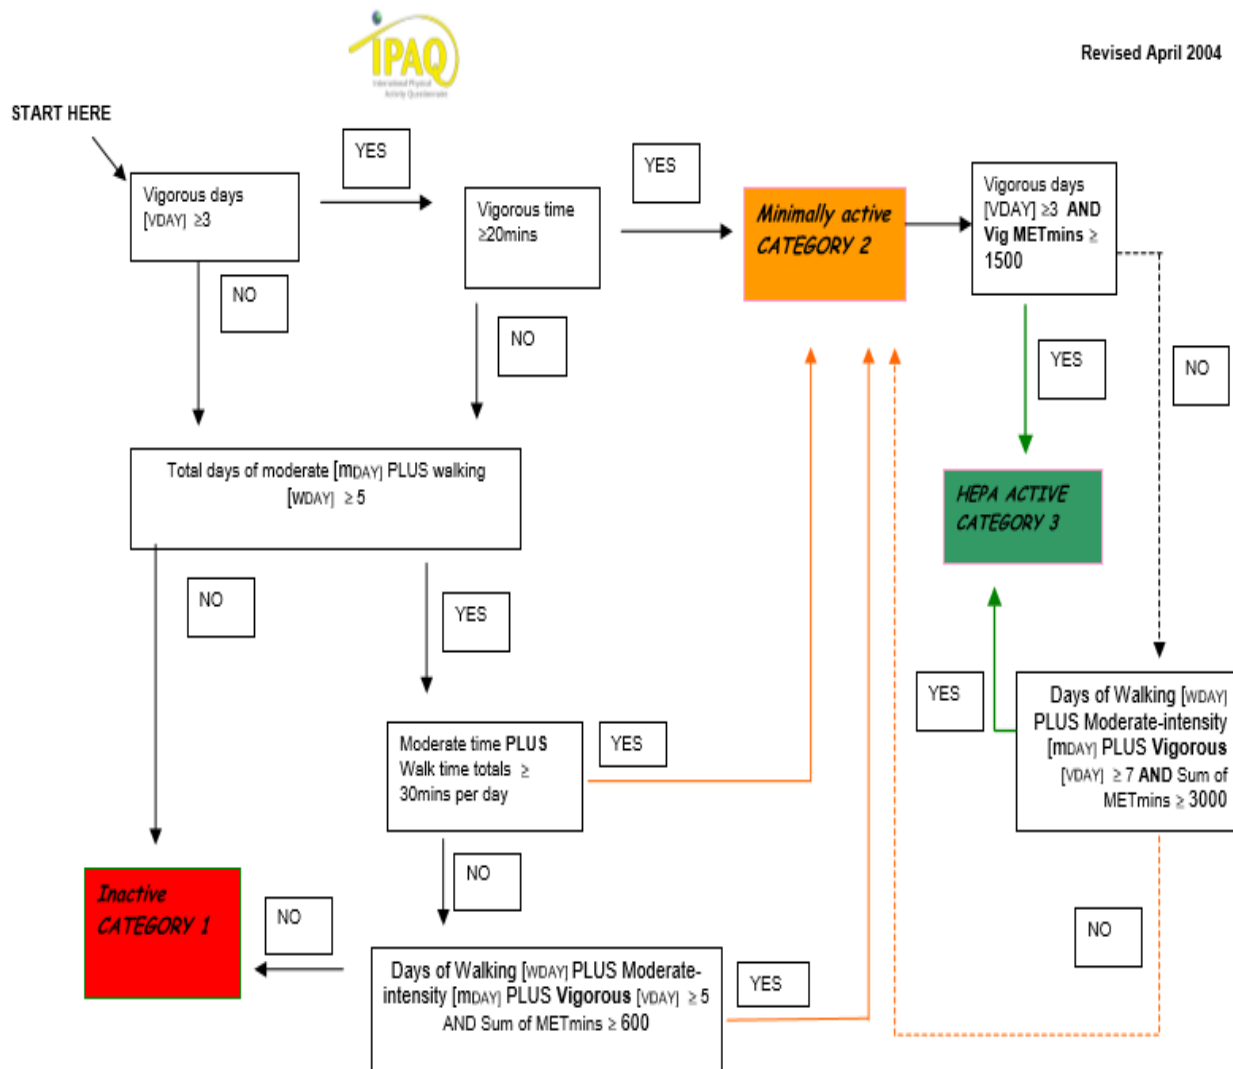 IPAQ
International Physical
Activity Questionnaire
Revised April 2004
START HERE
YES
YES
Vigorous days
[VDAY] ≥3
Vigorous time
≥20mins
Minimally active
CATEGORY 2
Vigorous days
[VDAY] ≥3 AND
Vig METmins ≥
1500
NO
NO
YES
NO
Total days of moderate [mDAY] PLUS walking
[WDAY] ≥ 5
HEPA ACTIVE
CATEGORY 3
NO
YES
YES
Days of Walking [WDAY]
PLUS Moderate-intensity
[mDAY] PLUS Vigorous
[VDAY] ≥ 7 AND Sum of
METmins ≥ 3000
Moderate time PLUS
Walk time totals ≥
30mins per day
YES
NO
Inactive
CATEGORY 1
NO
NO
Days of Walking [WDAY] PLUS Moderate-
intensity [mDAY] PLUS Vigorous [VDAY] ≥ 5
AND Sum of METmins ≥ 600
YES